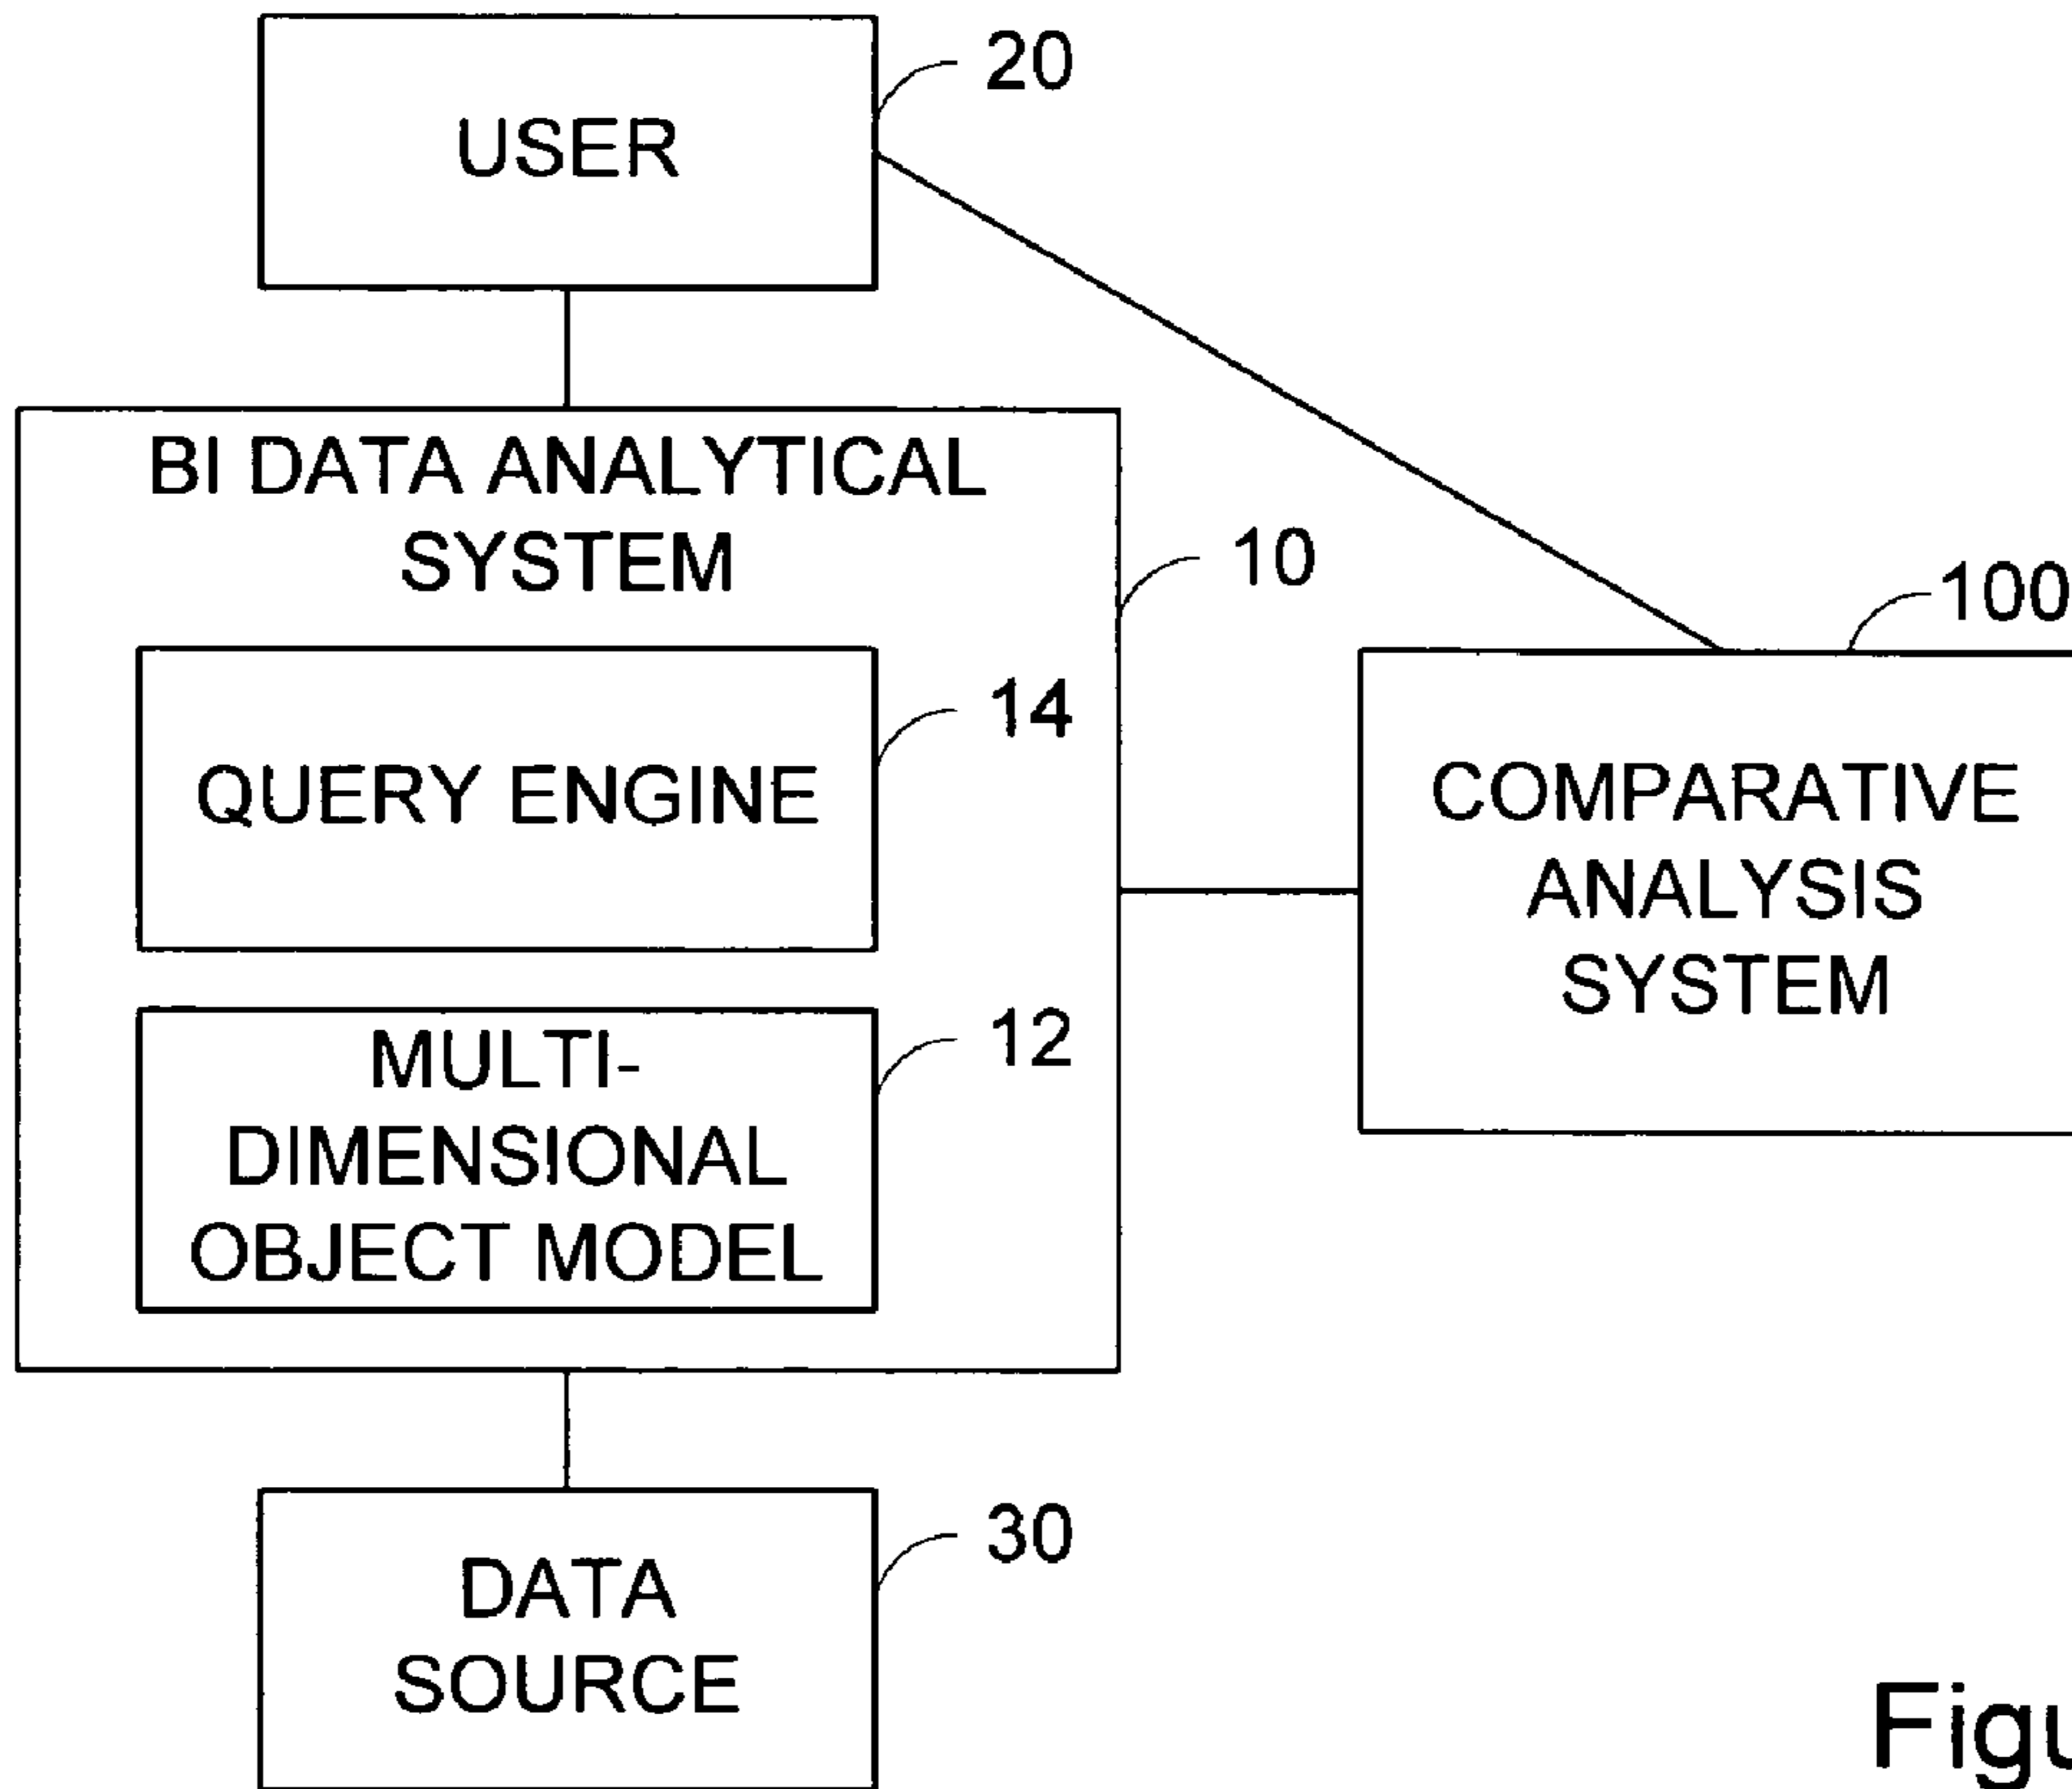 20
USER
BI DATA ANALYTICAL
SYSTEM
10
100
14
QUERY ENGINE
COMPARATIVE
ANALYSIS
SYSTEM
12
MULTI-
DIMENSIONAL
OBJECT MODEL
30
DATA
SOURCE